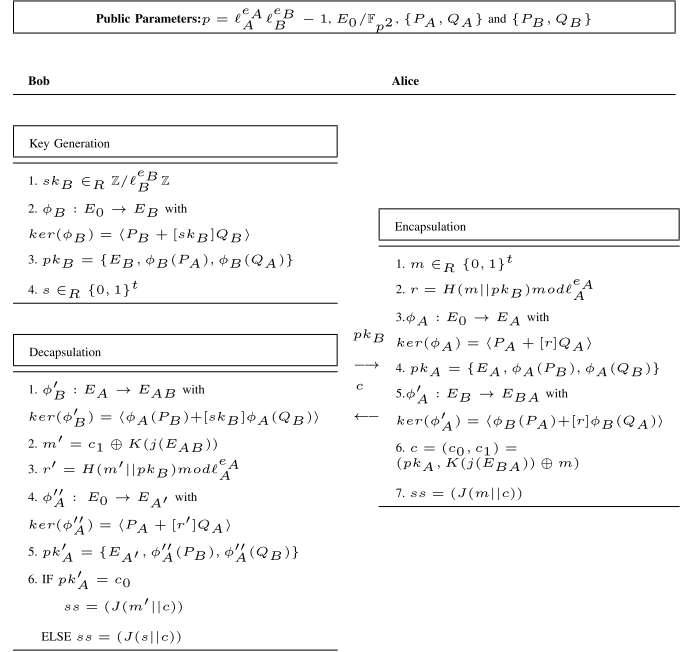 Public Parameters:p = ℓ_A^{e_A} ℓ_B^{e_B} − 1, E_0/𝔽_{p^2}, {P_A, Q_A} and {P_B, Q_B}
Bob
Alice
Key Generation
1. sk_B ∈_R ℤ/ℓ_B^{e_B}ℤ
2. ϕ_B : E_0 → E_B with
ker(ϕ_B) = ⟨P_B + [sk_B]Q_B⟩
3. pk_B = {E_B, ϕ_B(P_A), ϕ_B(Q_A)}
4. s ∈_R {0, 1}^t
Encapsulation
1. m ∈_R {0, 1}^t
2. r = H(m||pk_B)modℓ_A^{e_A}
3.ϕ_A : E_0 → E_A with
ker(ϕ_A) = ⟨P_A + [r]Q_A⟩
4. pk_A = {E_A, ϕ_A(P_B), ϕ_A(Q_B)}
5.ϕ′_A : E_B → E_{BA} with
ker(ϕ′_A) = ⟨ϕ_B(P_A)+[r]ϕ_B(Q_A)⟩
6. c = (c_0, c_1) =
(pk_A, K(j(E_{BA})) ⊕ m)
7. ss = (J(m||c))
pk_B
−→
c
←−
Decapsulation
1. ϕ′_B : E_A → E_{AB} with
ker(ϕ′_B) = ⟨ϕ_A(P_B)+[sk_B]ϕ_A(Q_B)⟩
2. m′ = c_1 ⊕ K(j(E_{AB}))
3. r′ = H(m′||pk_B)modℓ_A^{e_A}
4. ϕ″_A : E_0 → E_{A′} with
ker(ϕ″_A) = ⟨P_A + [r′]Q_A⟩
5. pk′_A = {E_{A′}, ϕ″_A(P_B), ϕ″_A(Q_B)}
6. IF pk′_A = c_0
ss = (J(m′||c))
ELSE ss = (J(s||c))